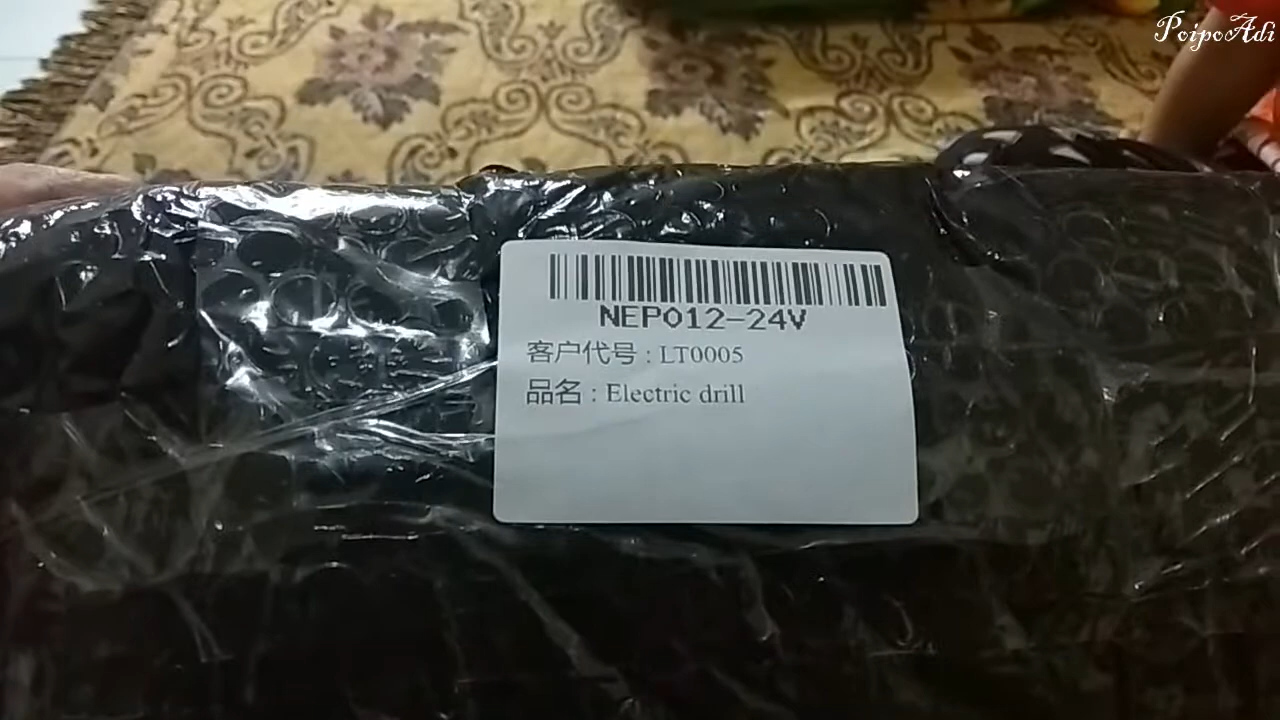 PoipoAdi
NEP012-24V
客户代号 : LT0005
品名 : Electric drill